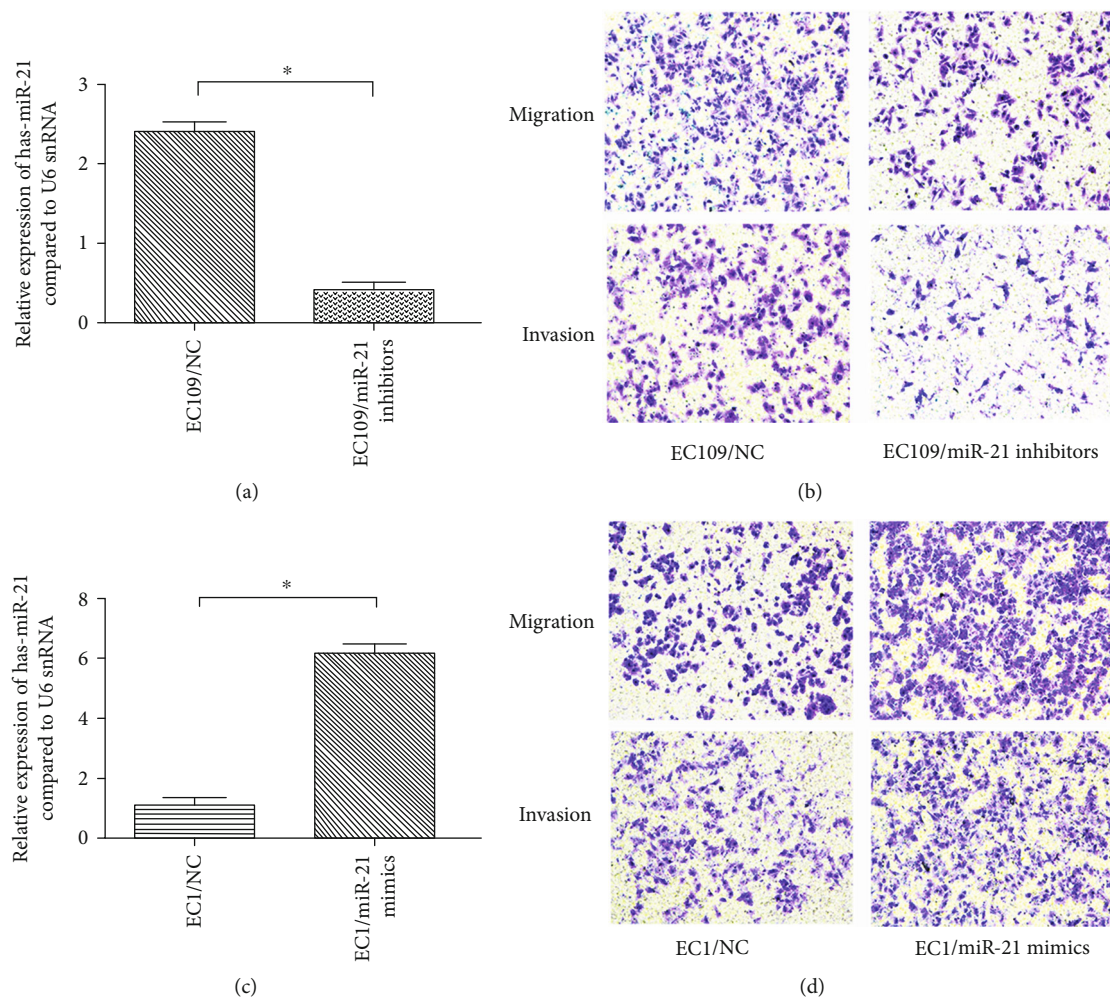 Relative expression of has-miR-21
compared to U6 snRNA
3
2
1
0
*
EC109/NC
EC109/miR-21
inhibitors
(a)
Migration
Invasion
EC109/NC
EC109/miR-21 inhibitors
(b)
Relative expression of has-miR-21
compared to U6 snRNA
8
6
4
2
0
*
EC1/NC
EC1/miR-21
mimics
(c)
Migration
Invasion
EC1/NC
EC1/miR-21 mimics
(d)